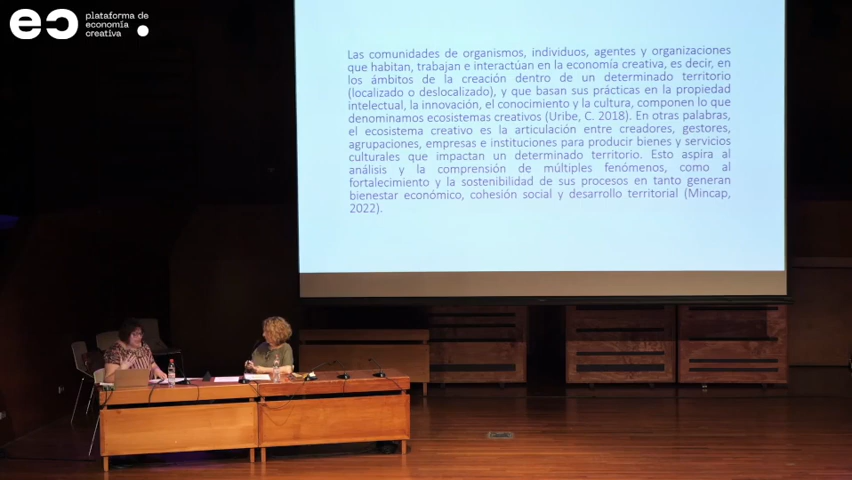 plataforma de
economía
creativa
Las comunidades de organismos, individuos, agentes y organizaciones
que habitan, trabajan e interactúan en la economía creativa, es decir, en
los ámbitos de la creación dentro de un determinado territorio
(localizado o deslocalizado), y que basan sus prácticas en la propiedad
intelectual, la innovación, el conocimiento y la cultura, componen lo que
denominamos ecosistemas creativos (Uribe, C. 2018). En otras palabras,
el ecosistema creativo es la articulación entre creadores, gestores,
agrupaciones, empresas e instituciones para producir bienes y servicios
culturales que impactan un determinado territorio. Esto aspira al
análisis y la comprensión de múltiples fenómenos, como al
fortalecimiento y la sostenibilidad de sus procesos en tanto generan
bienestar económico, cohesión social y desarrollo territorial (Mincap,
2022).